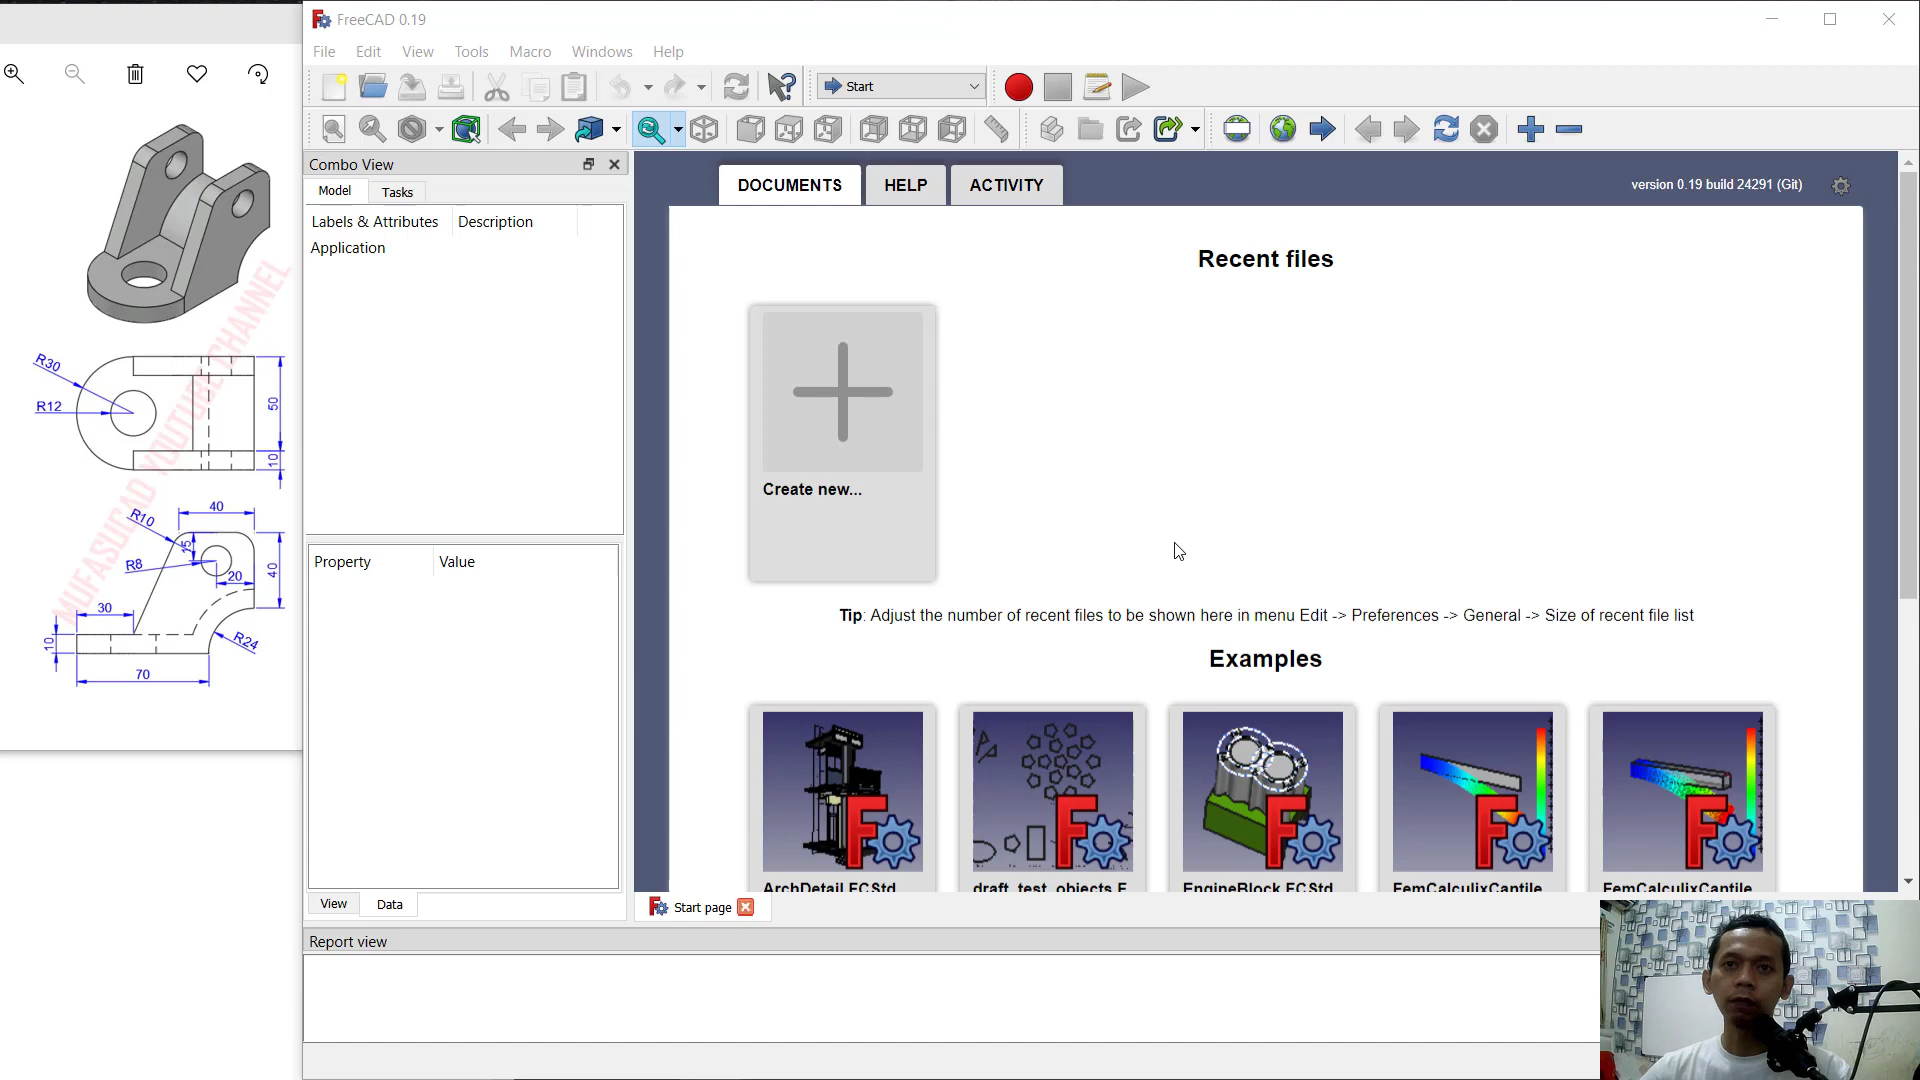 FreeCAD 0.19
File Edit View Tools Macro Windows Help
Start
Combo View
Model Tasks
Labels & Attributes Description
Application
Property Value
View Data
DOCUMENTS HELP ACTIVITY
version 0.19 build 24291 (Git)
Recent files
Create new...
Tip: Adjust the number of recent files to be shown here in menu Edit -> Preferences -> General -> Size of recent file list
Examples
ArchDetail.FCStd
draft_test_objects.F
EngineBlock.FCStd
FemCalculixCantile
FemCalculixCantile
Start page
Report view
R30
R12
50
10
40
R10
15
R8
20
40
30
10
R24
70
MUFASUCAD YOUTUBE CHANNEL